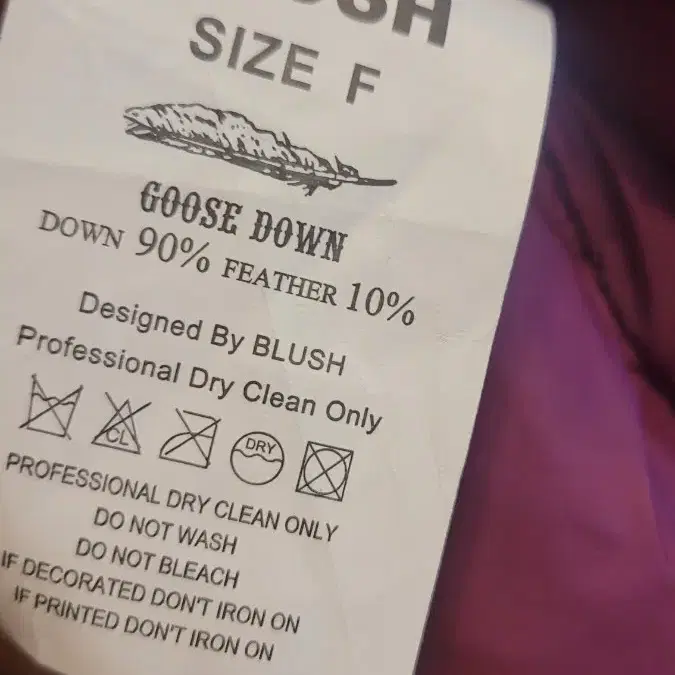 SIZE F
GOOSE DOWN
DOWN 90% FEATHER 10%
Designed By BLUSH
Professional Dry Clean Only
CL
DRY
PROFESSIONAL DRY CLEAN ONLY
DO NOT WASH
DO NOT BLEACH
IF DECORATED DON'T IRON ON
IF PRINTED DON'T IRON ON